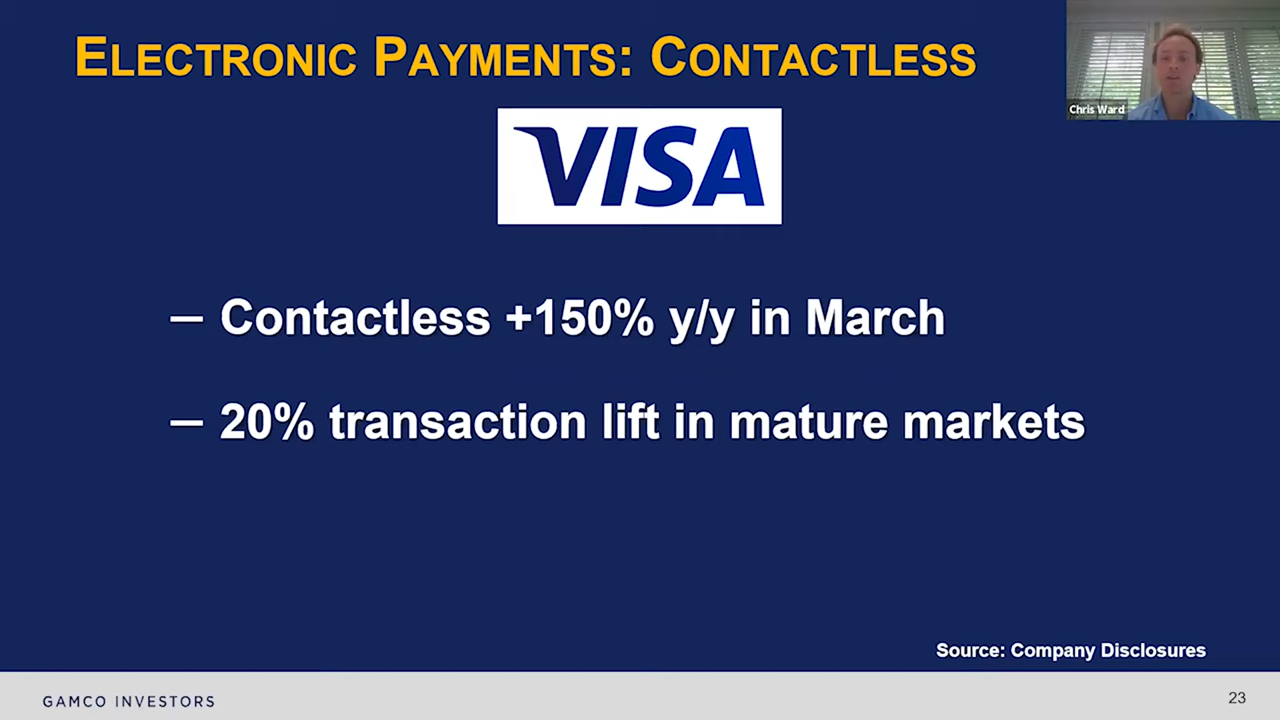 ELECTRONIC PAYMENTS: CONTACTLESS
Chris Ward
VISA
– Contactless +150% y/y in March
– 20% transaction lift in mature markets
Source: Company Disclosures
GAMCO INVESTORS
23